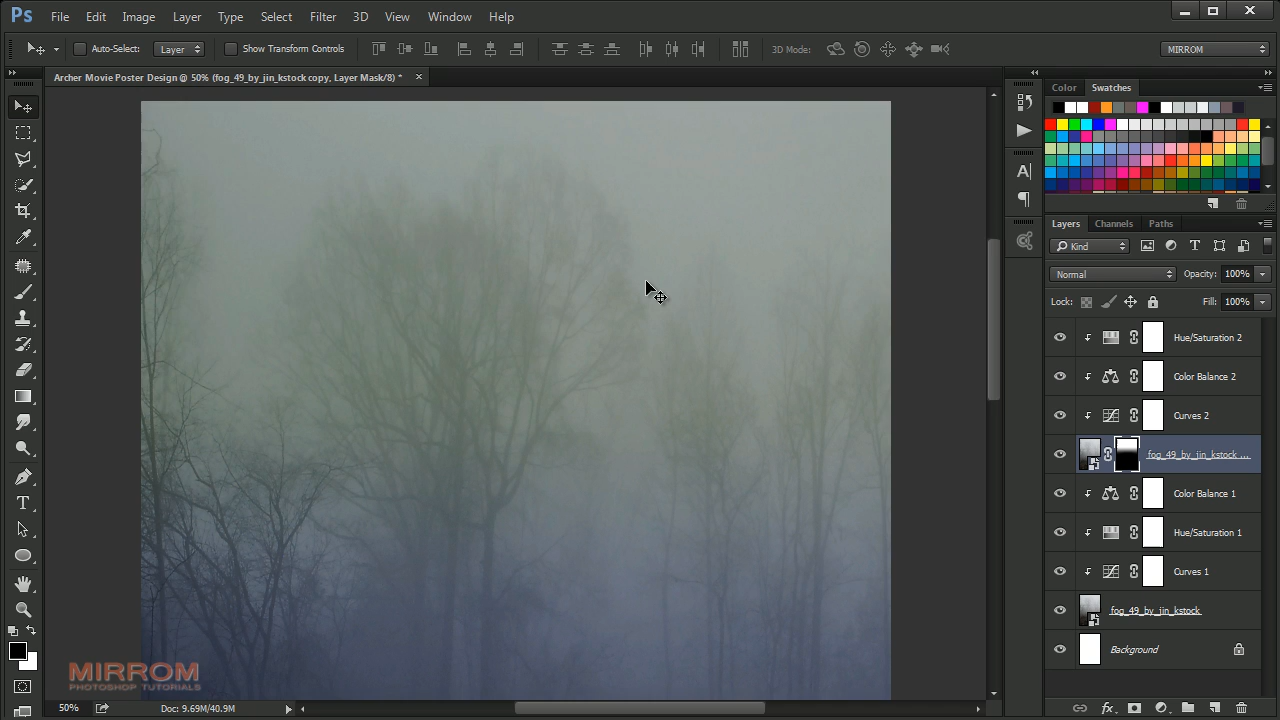 Ps File Edit Image Layer Type Select Filter 3D View Window Help
Auto-Select: Layer Show Transform Controls 3D Mode: MIRROM
Archer Movie Poster Design @ 50% (fog_49_by_jin_kstock copy, Layer Mask/8) *
Color Swatches
Layers Channels Paths
Kind
Normal Opacity: 100%
Lock: Fill: 100%
Hue/Saturation 2
Color Balance 2
Curves 2
fog_49_by_jin_kstock ...
Color Balance 1
Hue/Saturation 1
Curves 1
fog_49_by_jin_kstock
Background
MIRROM
PHOTOSHOP TUTORIALS
50% Doc: 9.69M/40.9M